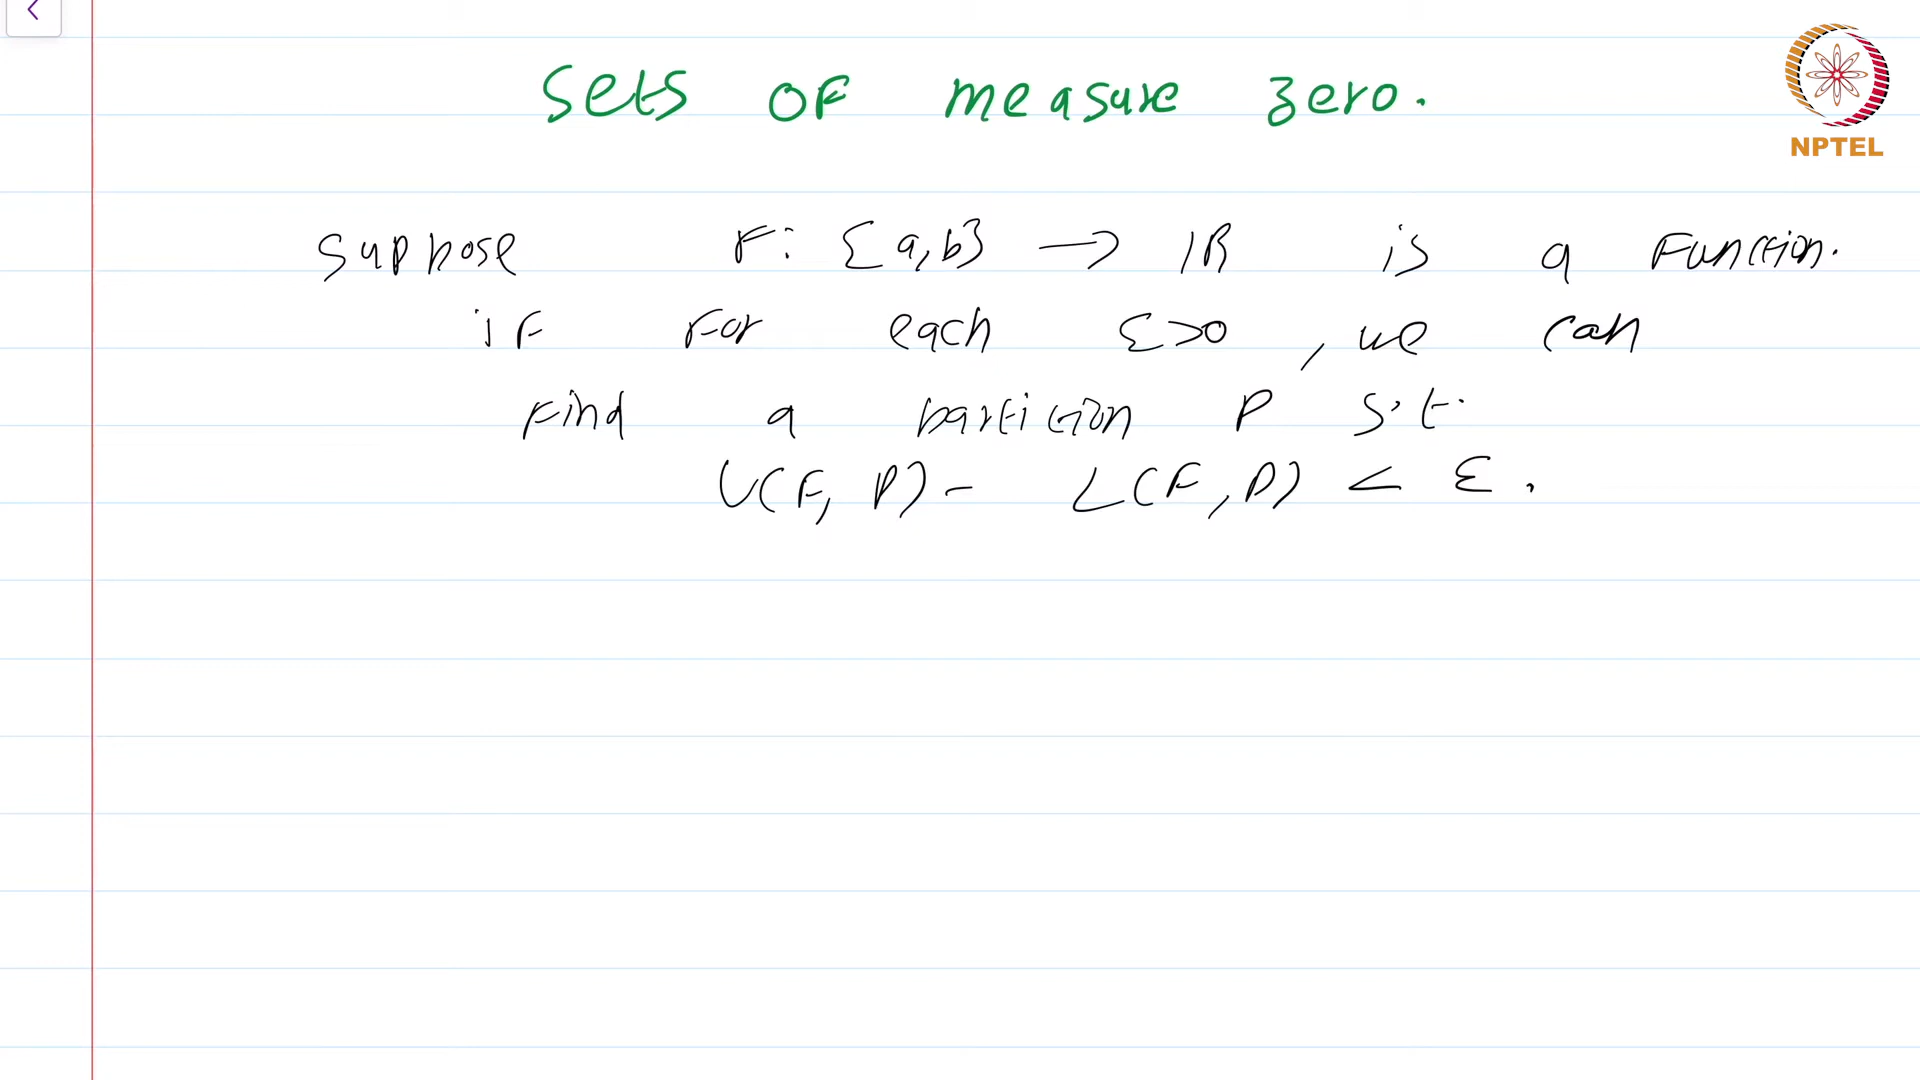 Sets of measure zero.
NPTEL
Suppose F: [a,b] → ℝ is a Function.
if For each ε>0, we can
Find a partition P s.t.
U(F, P) - L(F, P) < ε.